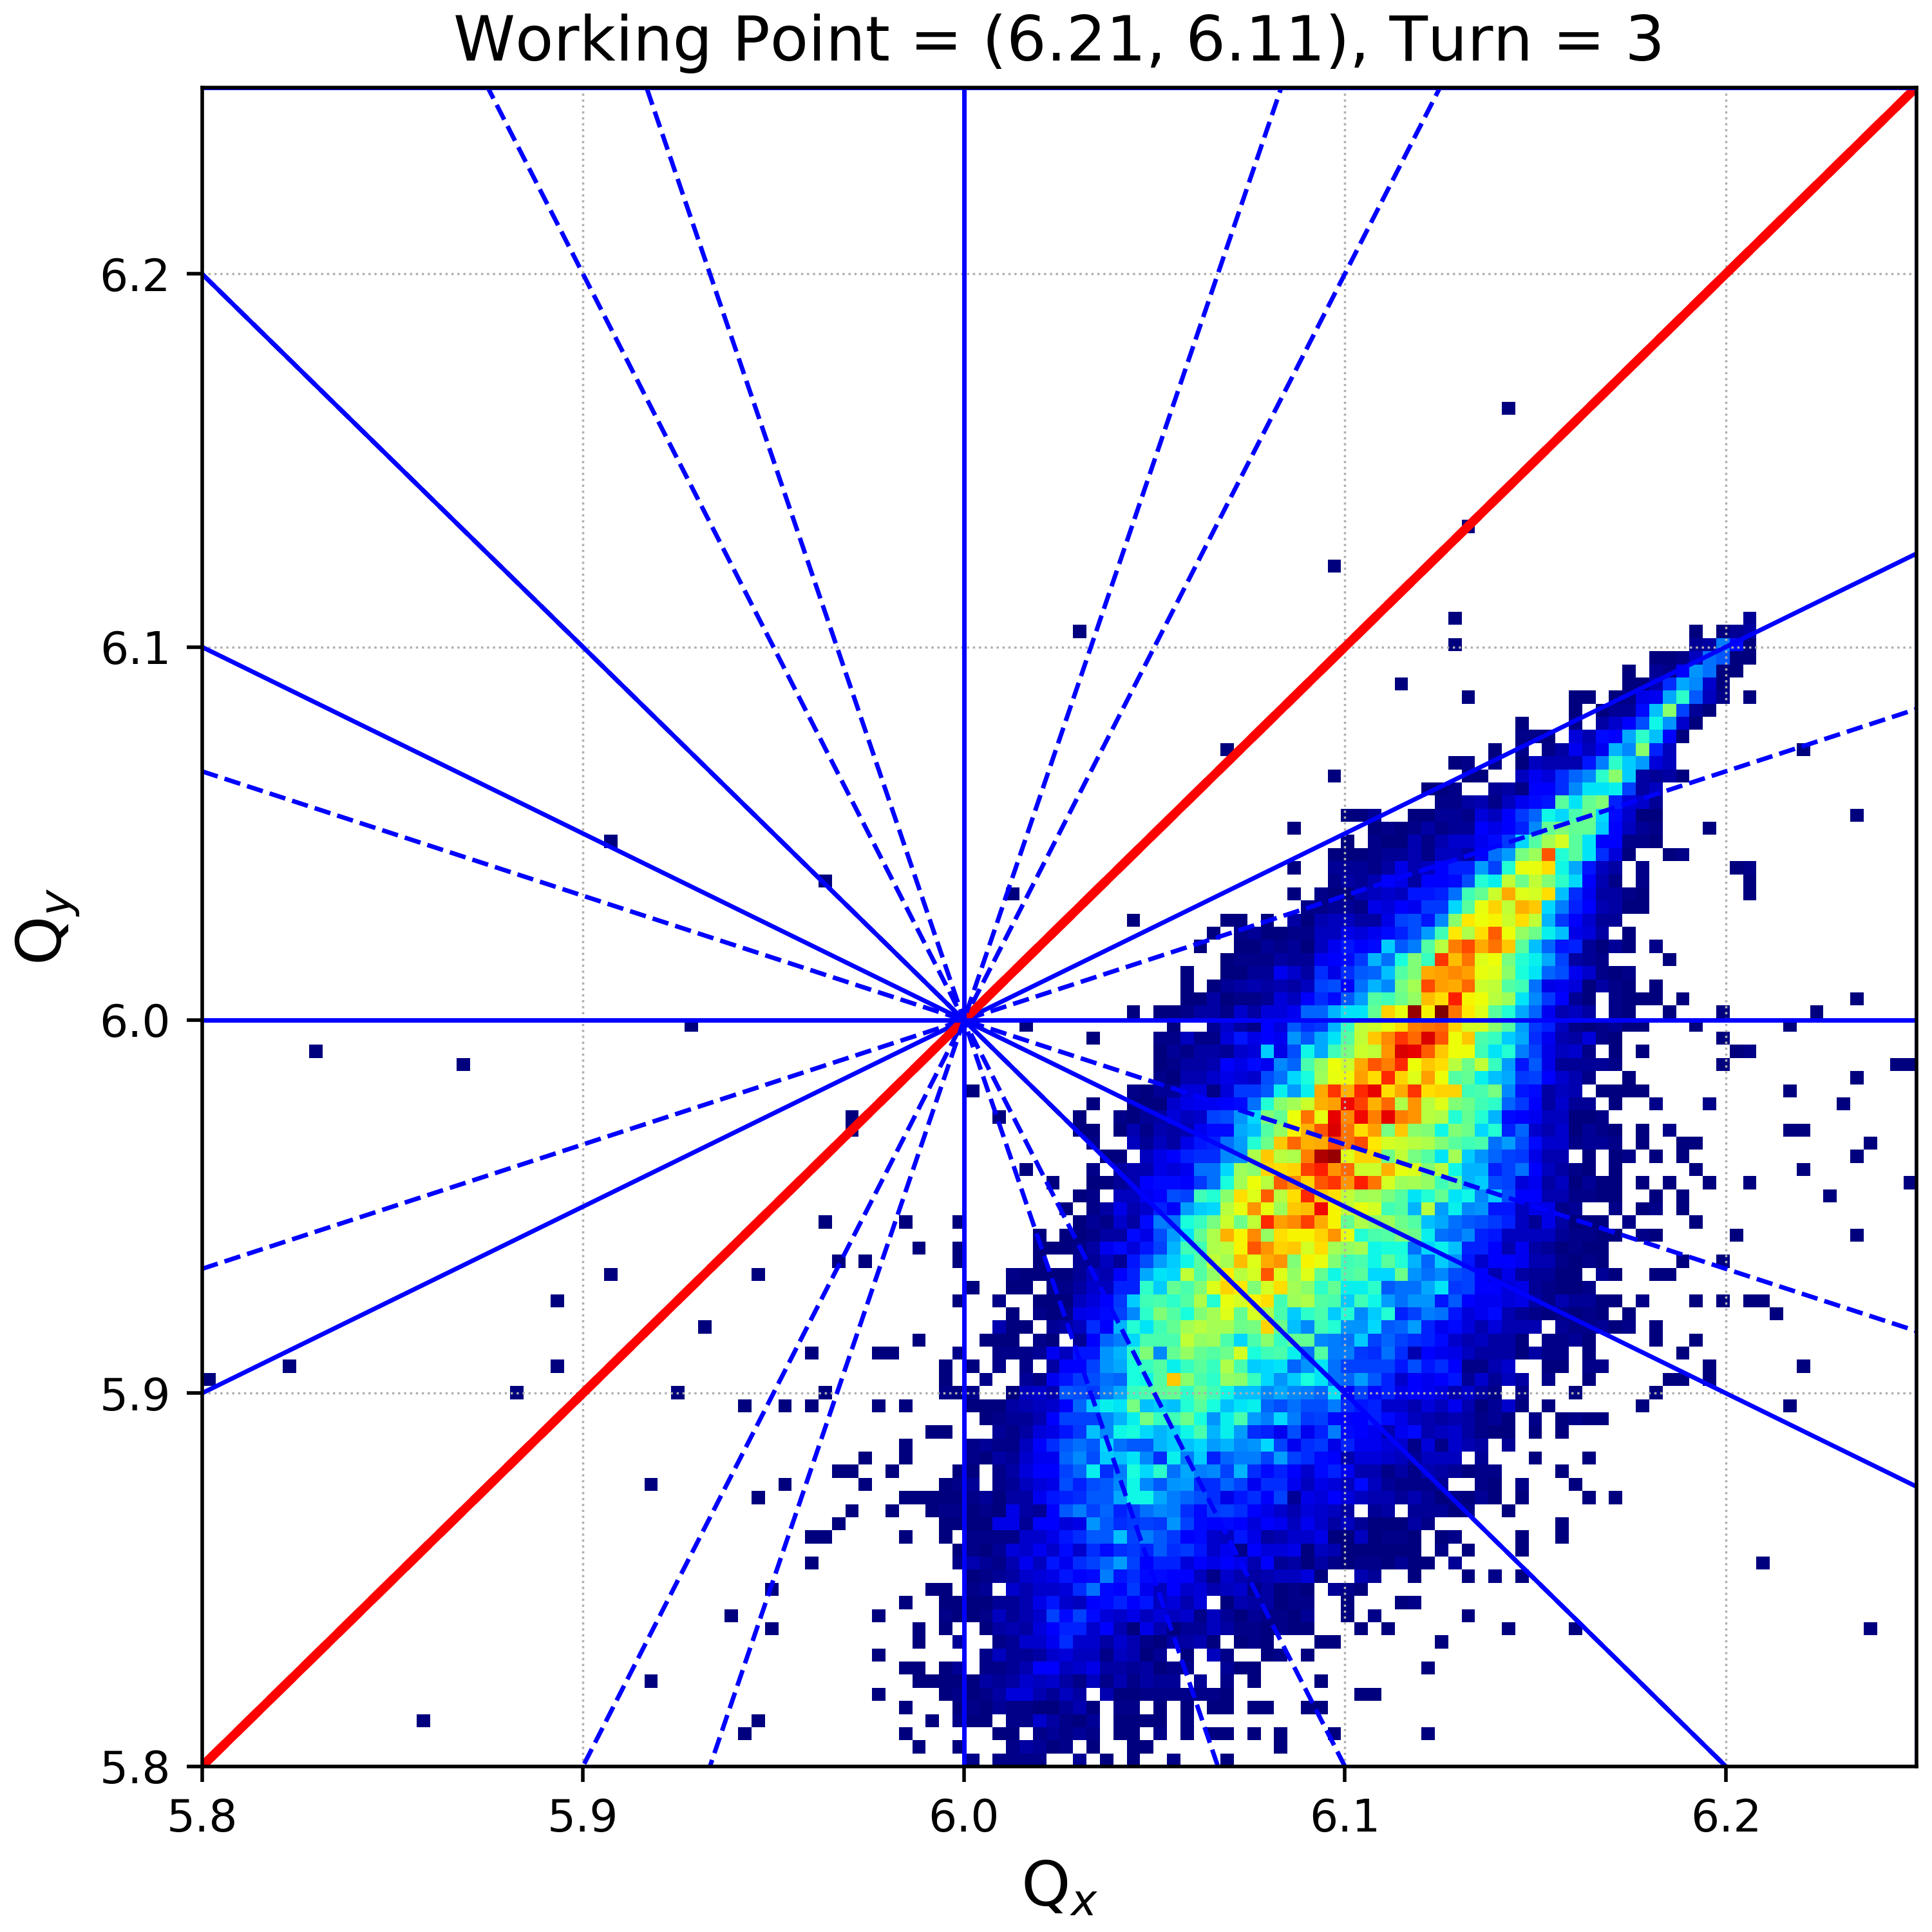 Working Point = (6.21, 6.11), Turn = 3
6.2
6.1
6.0
5.9
5.8
Qy
5.8 5.9 6.0 6.1 6.2
Qx